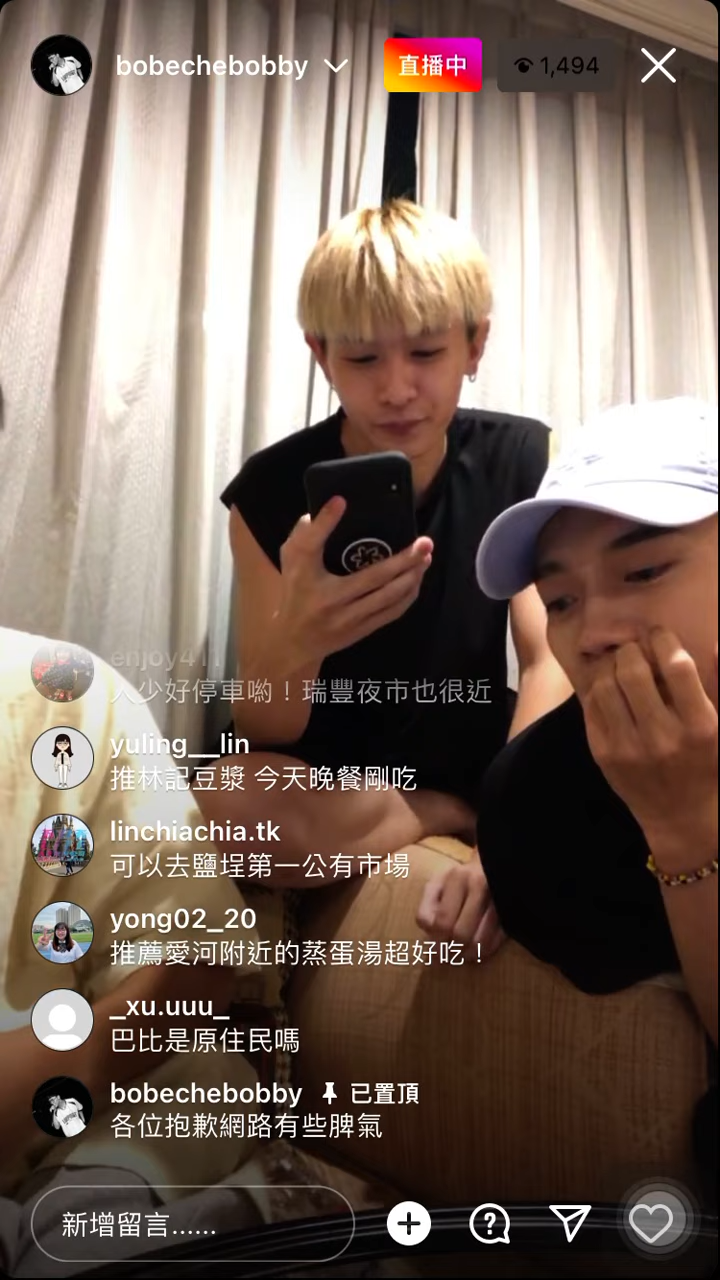 bobechebobby
直播中
1,494
enjoy411
人少好停車喲！瑞豐夜市也很近
yuling__lin
推林記豆漿 今天晚餐剛吃
linchiachia.tk
可以去鹽埕第一公有市場
yong02_20
推薦愛河附近的蒸蛋湯超好吃！
_xu.uuu_
巴比是原住民嗎
bobechebobby 已置頂
各位抱歉網路有些脾氣
新增留言......